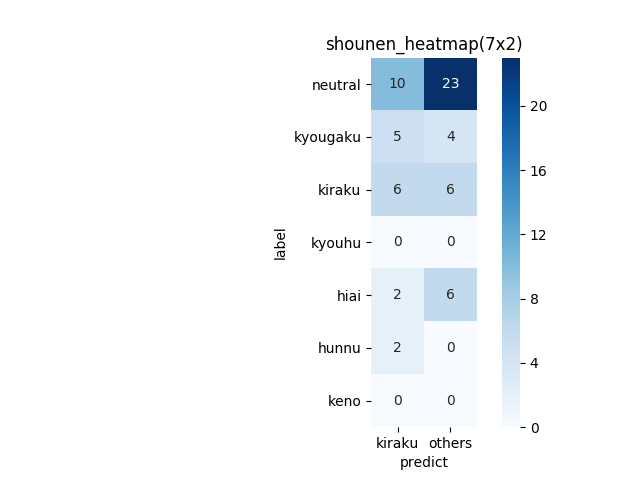 shounen_heatmap(7x2)
neutral 10 23
kyougaku 5 4
kiraku 6 6
kyouhu 0 0
hiai 2 6
hunnu 2 0
keno 0 0
kiraku others
predict
label
20
16
12
8
4
0